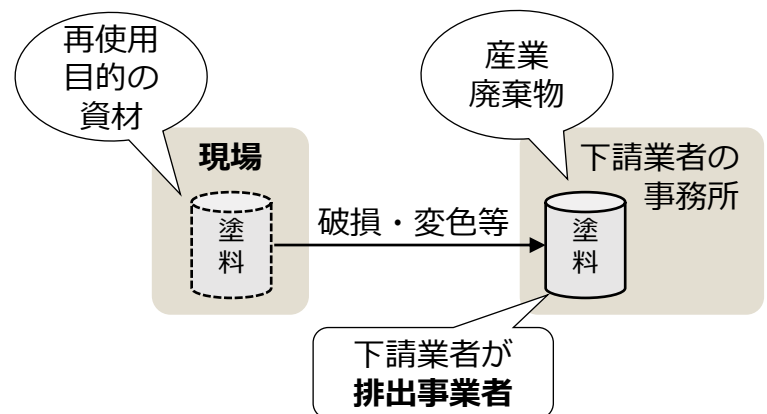 再使用
目的の
資材
産業
廃棄物
現場
下請業者の
事務所
塗
料
破損・変色等
塗
料
下請業者が
排出事業者